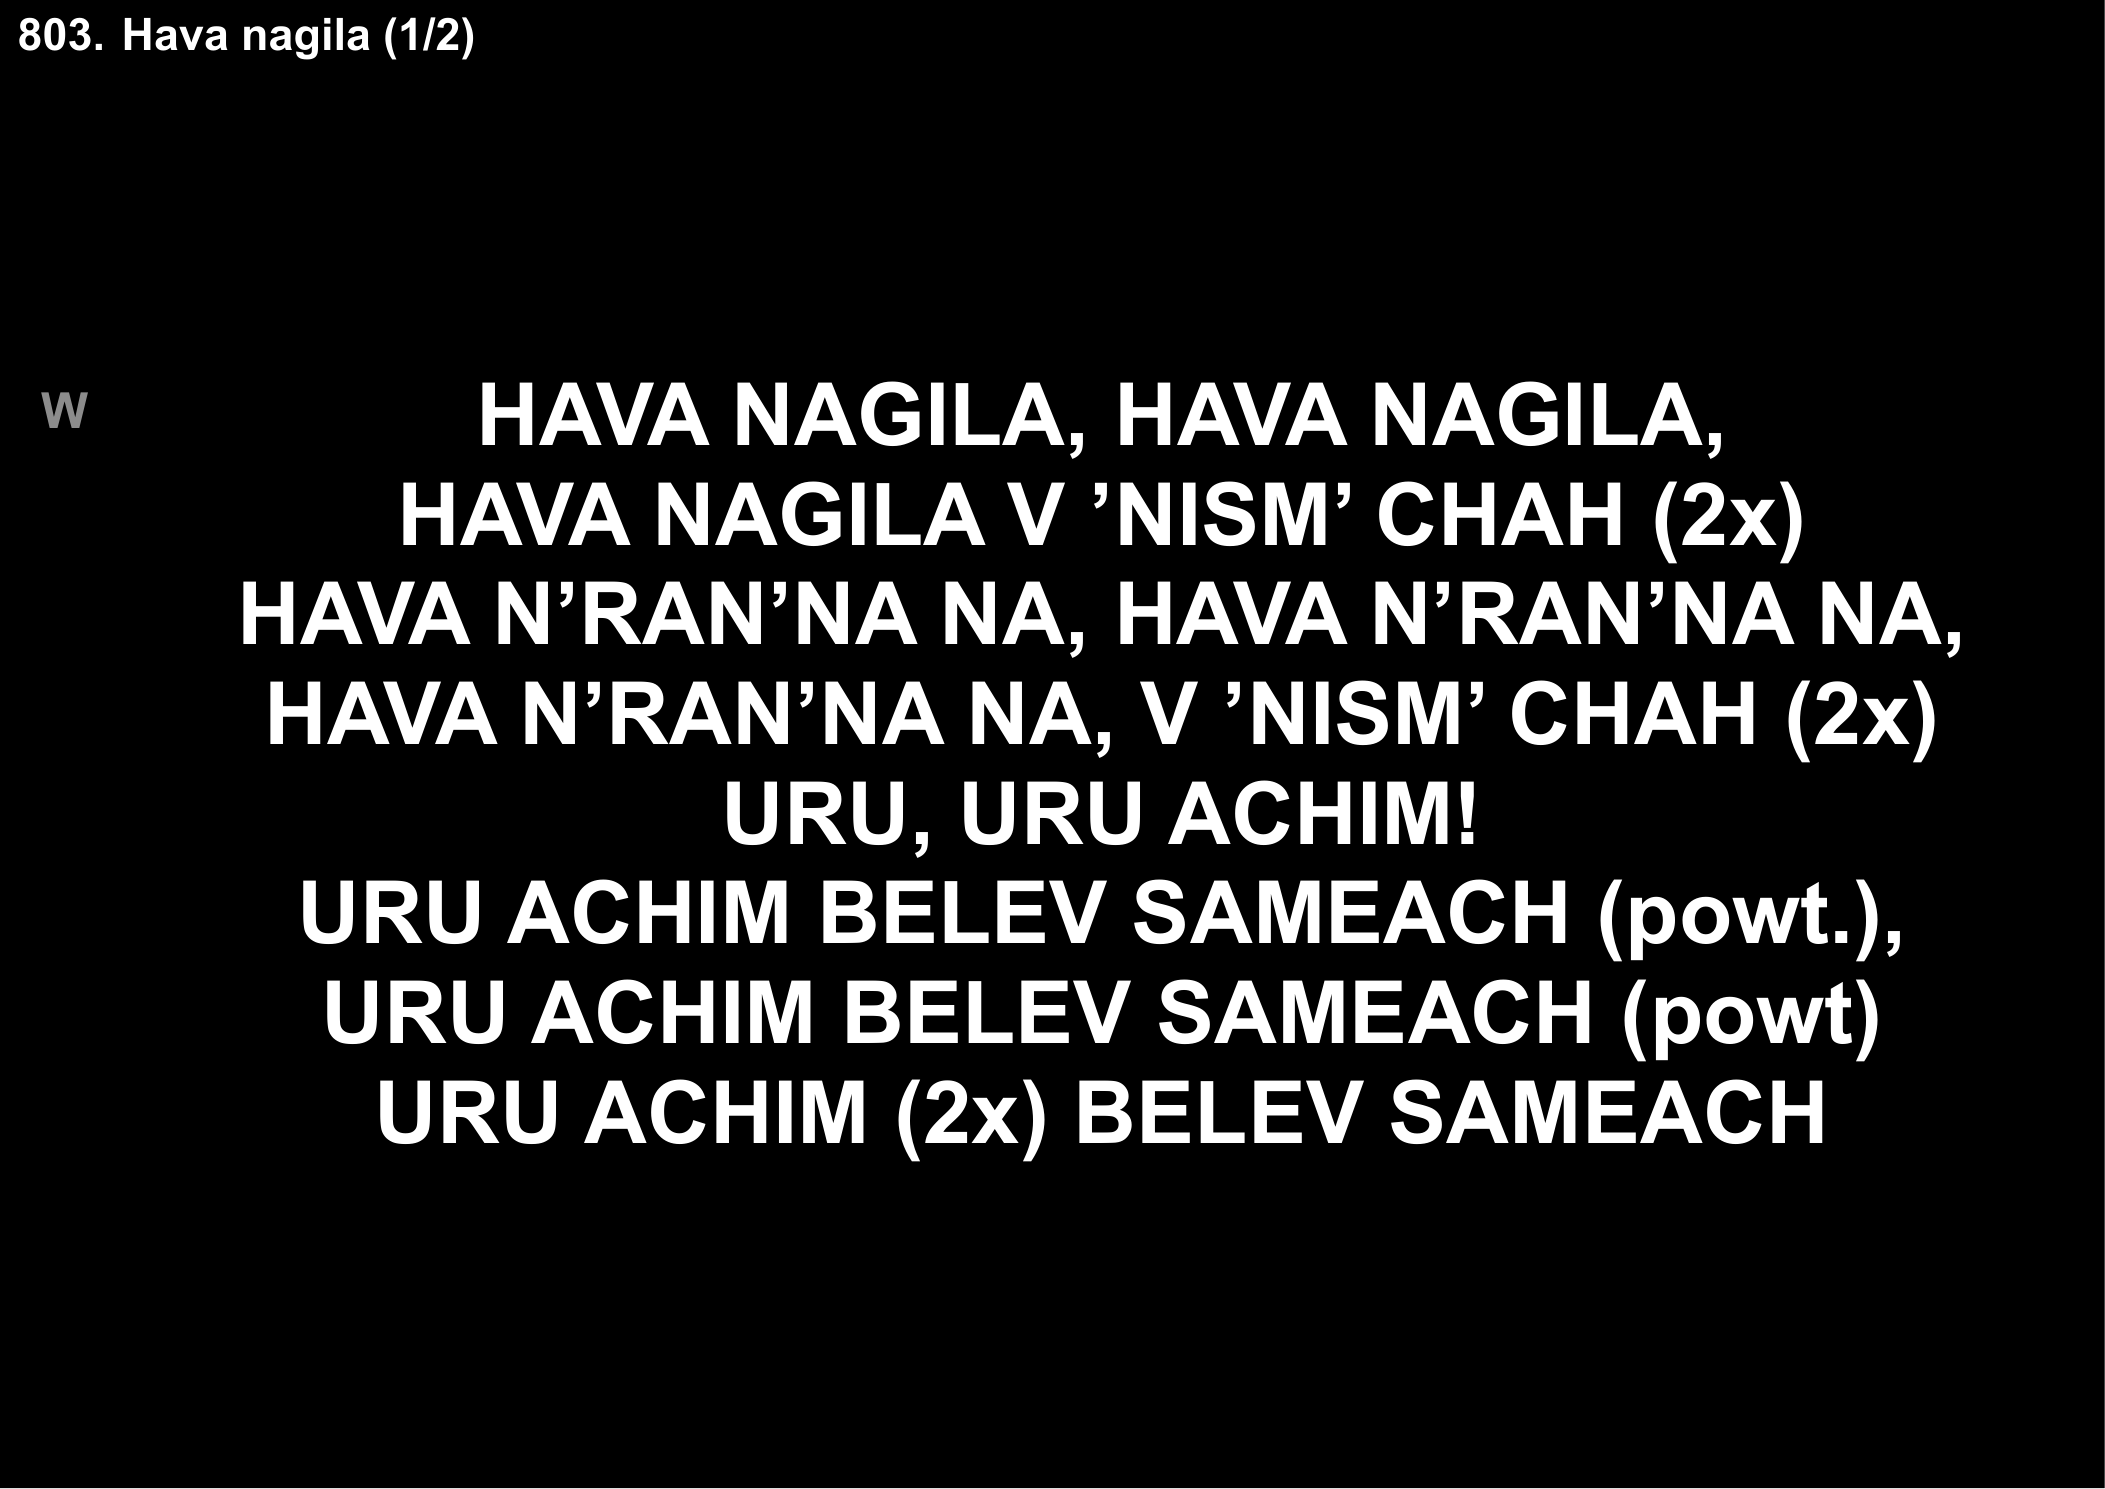 803. Hava nagila (1/2)
W
HAVA NAGILA, HAVA NAGILA,
HAVA NAGILA V ’NISM’ CHAH (2x)
HAVA N’RAN’NA NA, HAVA N’RAN’NA NA,
HAVA N’RAN’NA NA, V ’NISM’ CHAH (2x)
URU, URU ACHIM!
URU ACHIM BELEV SAMEACH (powt.),
URU ACHIM BELEV SAMEACH (powt)
URU ACHIM (2x) BELEV SAMEACH